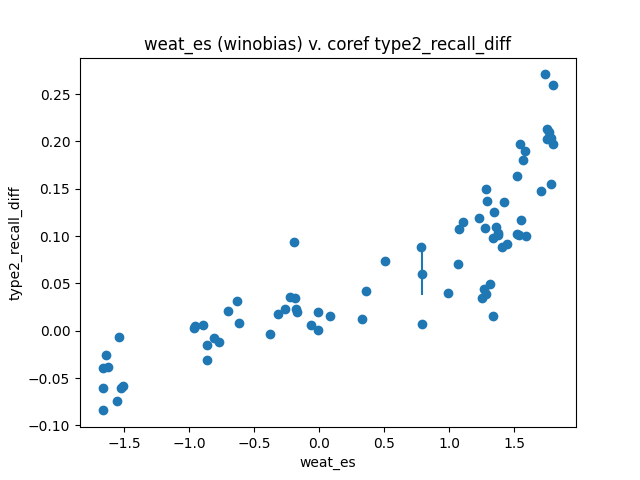 weat_es (winobias) v. coref type2_recall_diff
type2_recall_diff
0.25
0.20
0.15
0.10
0.05
0.00
−0.05
−0.10
−1.5 −1.0 −0.5 0.0 0.5 1.0 1.5
weat_es